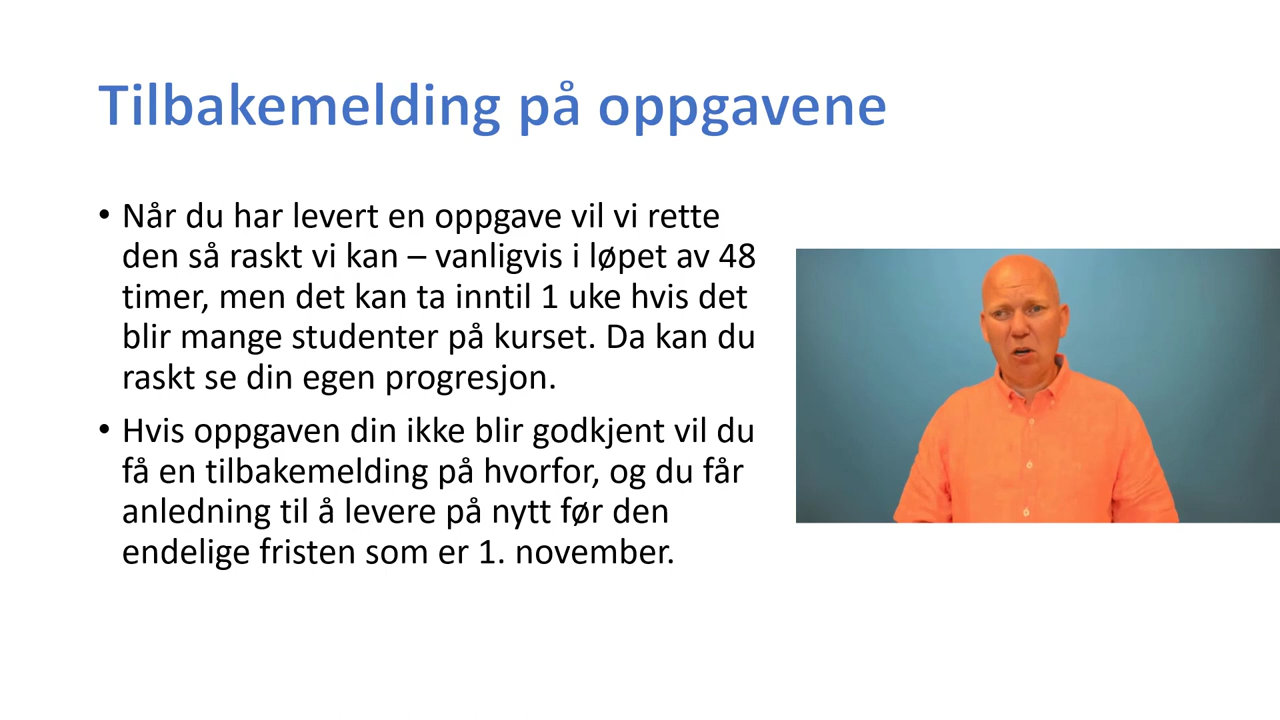 Tilbakemelding på oppgavene
• Når du har levert en oppgave vil vi rette
den så raskt vi kan – vanligvis i løpet av 48
timer, men det kan ta inntil 1 uke hvis det
blir mange studenter på kurset. Da kan du
raskt se din egen progresjon.
• Hvis oppgaven din ikke blir godkjent vil du
få en tilbakemelding på hvorfor, og du får
anledning til å levere på nytt før den
endelige fristen som er 1. november.